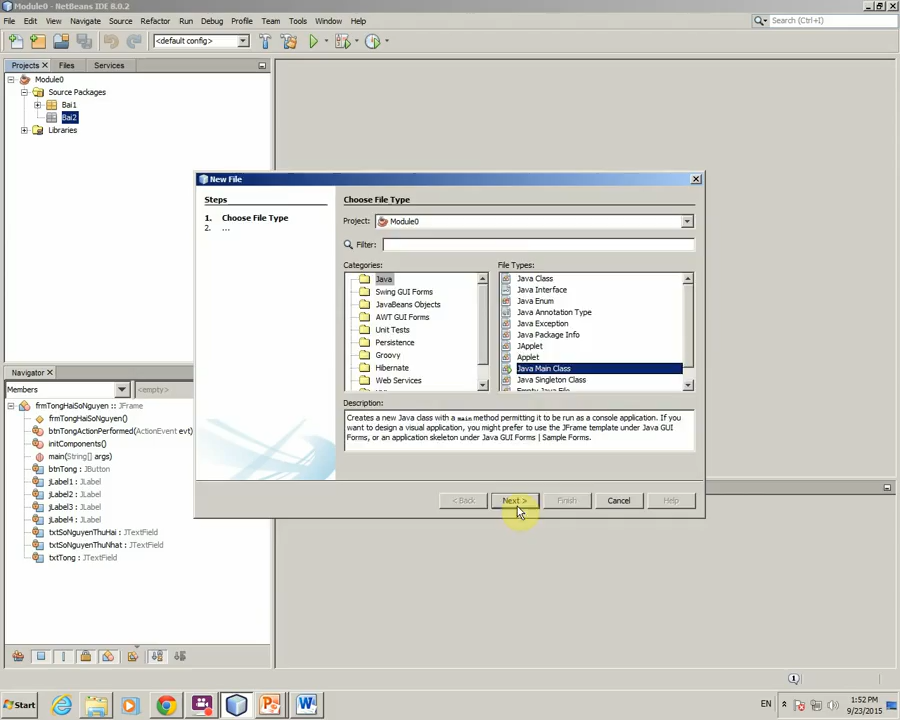 Module0 - NetBeans IDE 8.0.2
File Edit View Navigate Source Refactor Run Debug Profile Team Tools Window Help
Search (Ctrl+I)
<default config>
Projects Files Services
Module0
Source Packages
Bai1
Bai2
Libraries
New File
Steps
1. Choose File Type
2. ...
Choose File Type
Project: Module0
Filter:
Categories:
Java
Swing GUI Forms
JavaBeans Objects
AWT GUI Forms
Unit Tests
Persistence
Groovy
Hibernate
Web Services
File Types:
Java Class
Java Interface
Java Enum
Java Annotation Type
Java Exception
Java Package Info
JApplet
Applet
Java Main Class
Java Singleton Class
Empty Java File
Description:
Creates a new Java class with a main method permitting it to be run as a console application. If you
want to design a visual application, you might prefer to use the JFrame template under Java GUI
Forms, or an application skeleton under Java GUI Forms | Sample Forms.
< Back Next > Finish Cancel Help
Navigator
Members <empty>
frmTongHaiSoNguyen :: JFrame
frmTongHaiSoNguyen()
btnTongActionPerformed(ActionEvent evt)
initComponents()
main(String[] args)
btnTong : JButton
jLabel1 : JLabel
jLabel2 : JLabel
jLabel3 : JLabel
jLabel4 : JLabel
txtSoNguyenThuHai : JTextField
txtSoNguyenThuNhat : JTextField
txtTong : JTextField
1
Start
EN
1:52 PM
9/23/2015